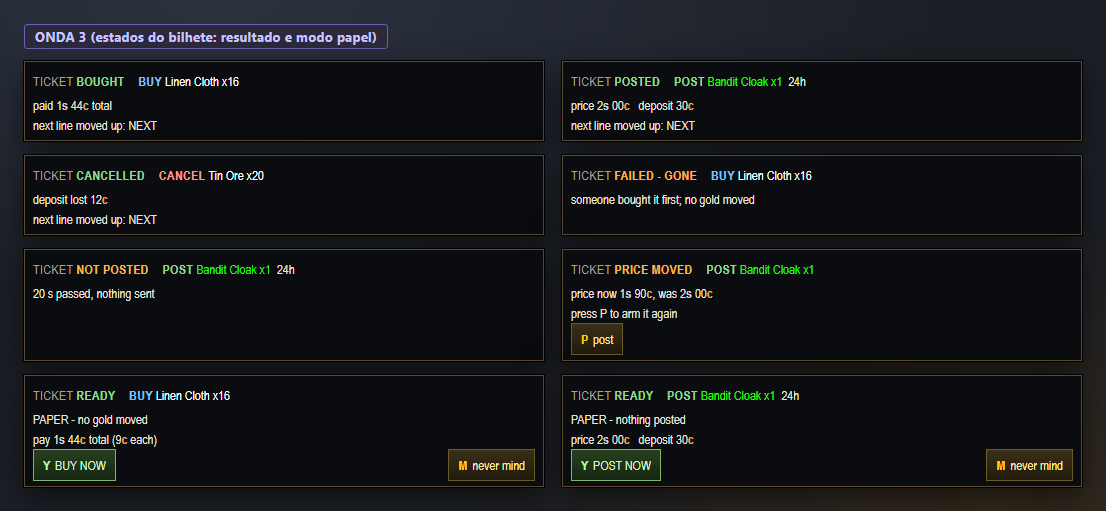 ONDA 3 (estados do bilhete: resultado e modo papel)
TICKET BOUGHT BUY Linen Cloth x16
paid 1s 44c total
next line moved up: NEXT
TICKET POSTED POST Bandit Cloak x1 24h
price 2s 00c deposit 30c
next line moved up: NEXT
TICKET CANCELLED CANCEL Tin Ore x20
deposit lost 12c
next line moved up: NEXT
TICKET FAILED - GONE BUY Linen Cloth x16
someone bought it first; no gold moved
TICKET NOT POSTED POST Bandit Cloak x1 24h
20 s passed, nothing sent
TICKET PRICE MOVED POST Bandit Cloak x1
price now 1s 90c, was 2s 00c
press P to arm it again
P post
TICKET READY BUY Linen Cloth x16
PAPER - no gold moved
pay 1s 44c total (9c each)
Y BUY NOW M never mind
TICKET READY POST Bandit Cloak x1 24h
PAPER - nothing posted
price 2s 00c deposit 30c
Y POST NOW M never mind